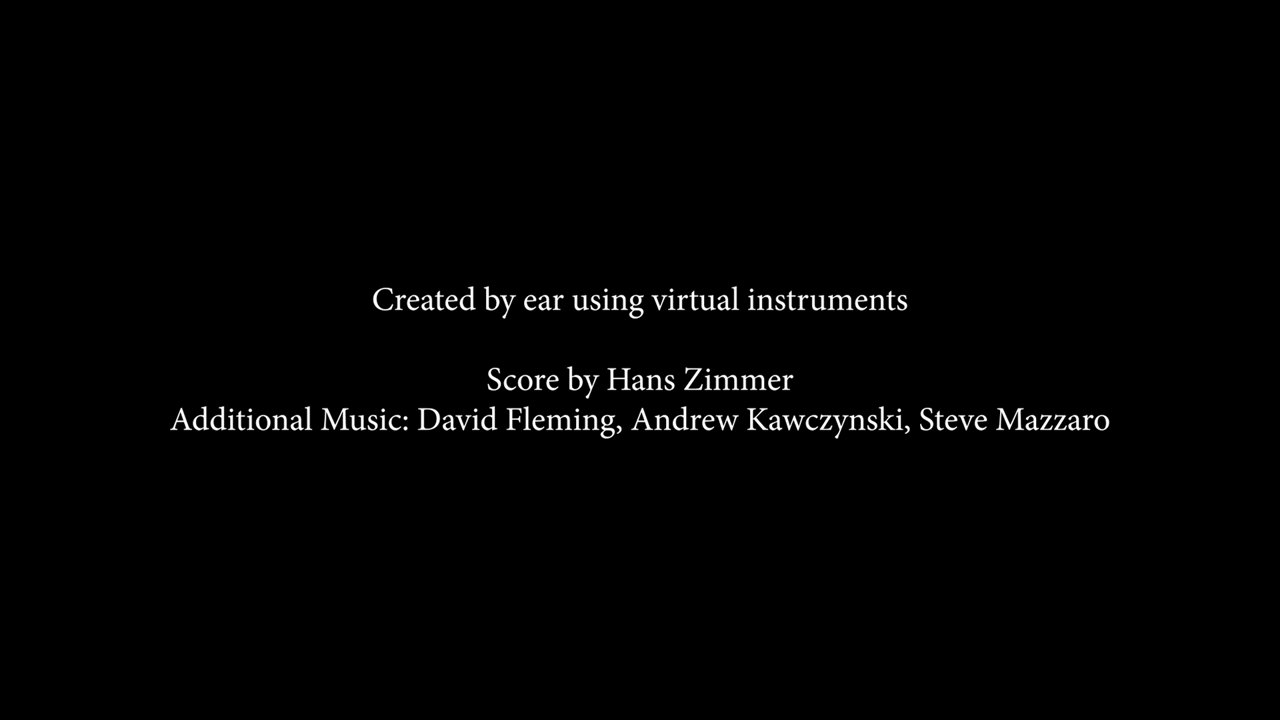 Created by ear using virtual instruments
Score by Hans Zimmer
Additional Music: David Fleming, Andrew Kawczynski, Steve Mazzaro